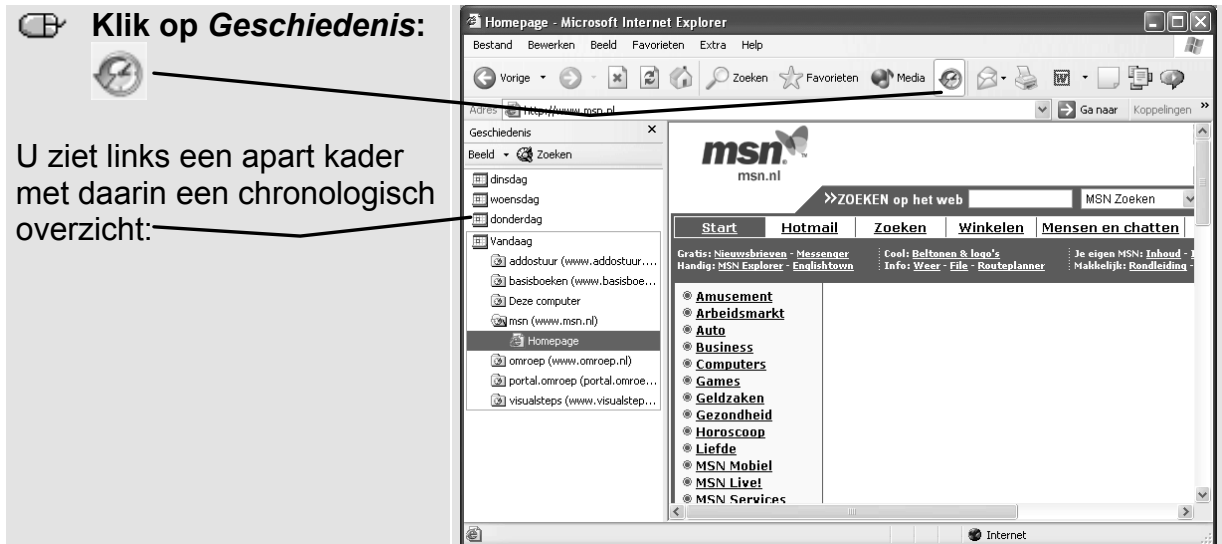 Klik op Geschiedenis:
U ziet links een apart kader
met daarin een chronologisch
overzicht:
Homepage - Microsoft Internet Explorer
Bestand Bewerken Beeld Favorieten Extra Help
Vorige Zoeken Favorieten Media
Adres http://www.msn.nl Ga naar Koppelingen »
Geschiedenis x
Beeld Zoeken
dinsdag
woensdag
donderdag
Vandaag
addostuur (www.addostuur....
basisboeken (www.basisboe...
Deze computer
msn (www.msn.nl)
Homepage
omroep (www.omroep.nl)
portal.omroep (portal.omroe...
visualsteps (www.visualstep...
msn.™
msn.nl
»ZOEKEN op het web MSN Zoeken
Start Hotmail Zoeken Winkelen Mensen en chatten
Gratis: Nieuwsbrieven - Messenger Cool: Beltonen & logo's Je eigen MSN: Inhoud -
Handig: MSN Explorer - Englishtown Info: Weer - File - Routeplanner Makkelijk: Rondleiding -
Amusement
Arbeidsmarkt
Auto
Business
Computers
Games
Geldzaken
Gezondheid
Horoscoop
Liefde
MSN Mobiel
MSN Live!
MSN Services
Internet